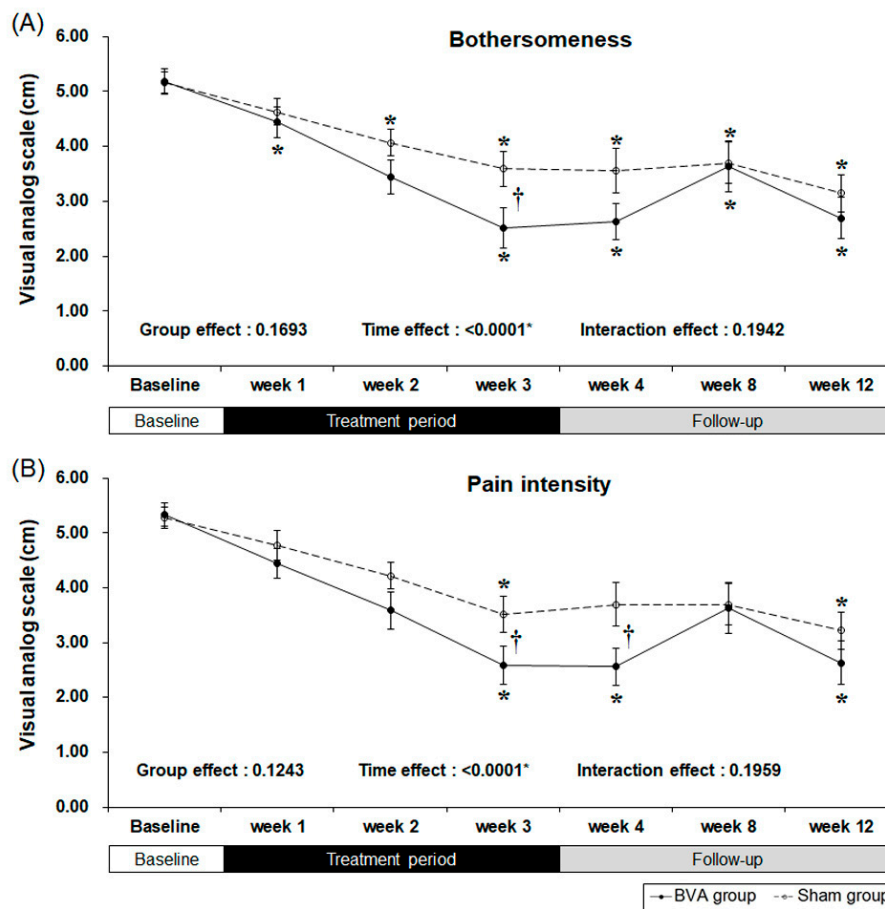 (A)
Bothersomeness
Visual analog scale (cm)
6.00
5.00
4.00
3.00
2.00
1.00
0.00
*
*
*
*
*
*
*
*
*
*
†
Group effect : 0.1693 Time effect : <0.0001* Interaction effect : 0.1942
Baseline week 1 week 2 week 3 week 4 week 8 week 12
Baseline Treatment period Follow-up
(B)
Pain intensity
Visual analog scale (cm)
6.00
5.00
4.00
3.00
2.00
1.00
0.00
*
*
†
†
*
*
*
Group effect : 0.1243 Time effect : <0.0001* Interaction effect : 0.1959
Baseline week 1 week 2 week 3 week 4 week 8 week 12
Baseline Treatment period Follow-up
BVA group Sham group